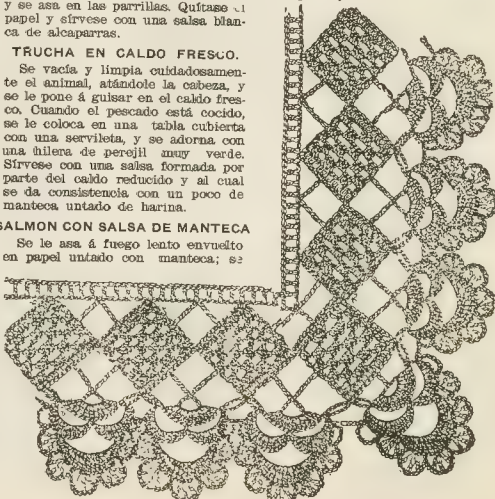 y se asa en las parrillas. Quítase el
papel y sírvese con una salsa blan-
ca de alcaparras.
TRUCHA EN CALDO FRESCO.
Se vacía y limpia cuidadosamen-
te el animal, atándole la cabeza, y
se le pone á guisar en el caldo fres-
co. Cuando el pescado está cocido,
se le coloca en una tabla cubierta
con una servileta, y se adorna con
una hilera de perejil muy verde.
Sírvese con una salsa formada por
parte del caldo reducido y al cual
se da consistencia con un poco de
manteca untado de harina.
SALMON CON SALSA DE MANTECA
Se le asa á fuego lento envuelto
en papel untado con manteca; se